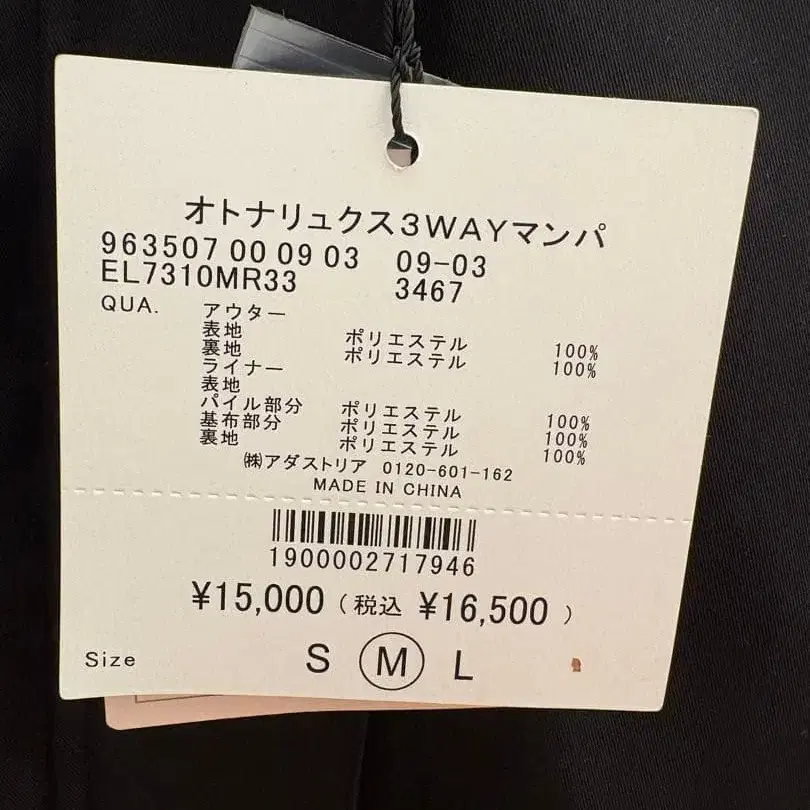 オトナリュクス3WAYマンパ
963507 00 09 03 09-03
EL7310MR33 3467
QUA. アウター
表地 ポリエステル 100%
裏地 ポリエステル 100%
ライナー
表地
パイル部分 ポリエステル 100%
基布部分 ポリエステル 100%
裏地 ポリエステル 100%
㈱アダストリア 0120-601-162
MADE IN CHINA
1900002717946
¥15,000(税込 ¥16,500)
Size S M L